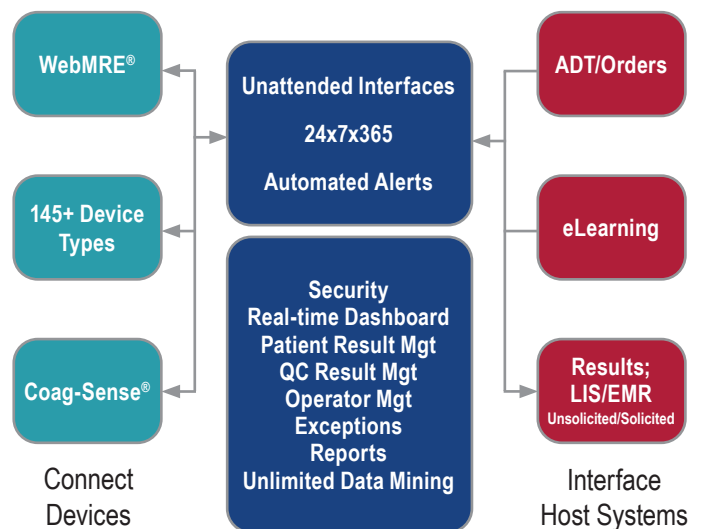 WebMRE®
145+ Device
Types
Coag-Sense®
Connect
Devices
Unattended Interfaces
24x7x365
Automated Alerts
Security
Real-time Dashboard
Patient Result Mgt
QC Result Mgt
Operator Mgt
Exceptions
Reports
Unlimited Data Mining
ADT/Orders
eLearning
Results;
LIS/EMR
Unsolicited/Solicited
Interface
Host Systems